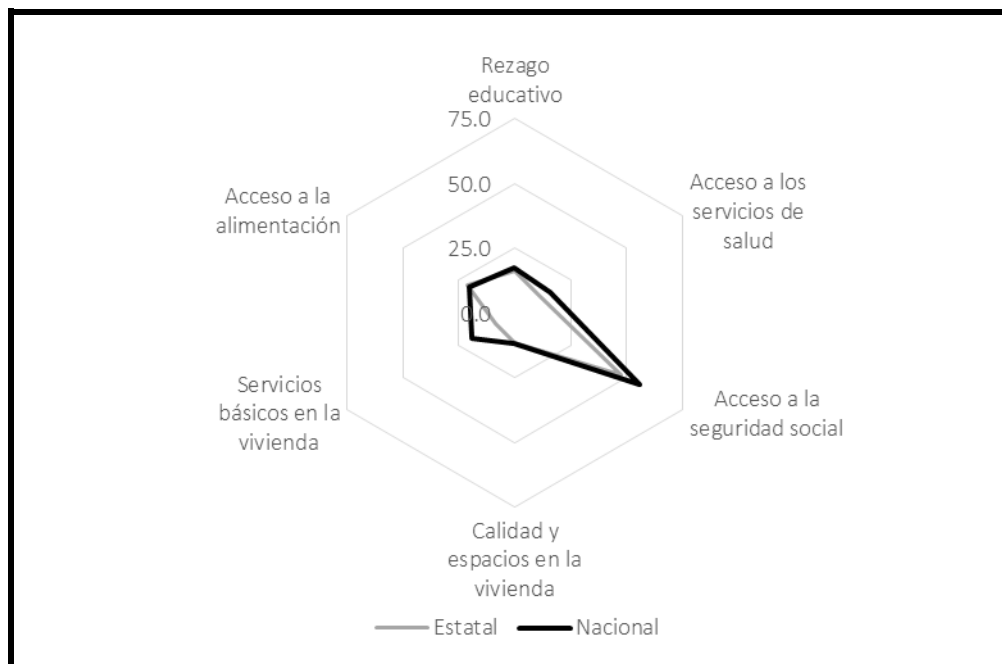 Rezago
educativo
75.0
50.0
25.0
0.0
Acceso a los
servicios de
salud
Acceso a la
seguridad social
Calidad y
espacios en la
vivienda
Servicios
básicos en la
vivienda
Acceso a la
alimentación
Estatal
Nacional